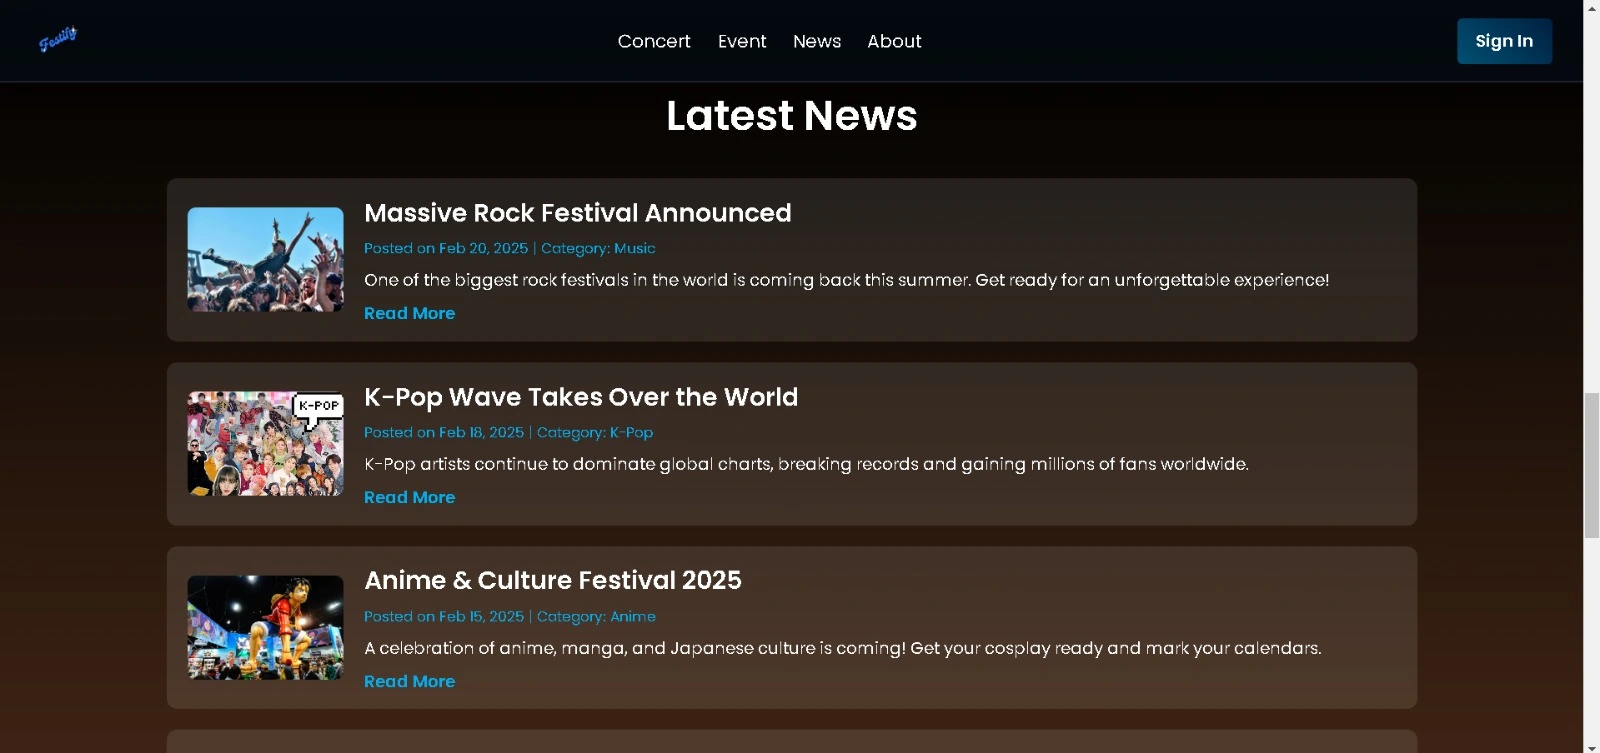 Festify
Concert Event News About
Sign In
Latest News
Massive Rock Festival Announced
Posted on Feb 20, 2025 | Category: Music
One of the biggest rock festivals in the world is coming back this summer. Get ready for an unforgettable experience!
Read More
K-POP
K-Pop Wave Takes Over the World
Posted on Feb 18, 2025 | Category: K-Pop
K-Pop artists continue to dominate global charts, breaking records and gaining millions of fans worldwide.
Read More
Anime & Culture Festival 2025
Posted on Feb 15, 2025 | Category: Anime
A celebration of anime, manga, and Japanese culture is coming! Get your cosplay ready and mark your calendars.
Read More